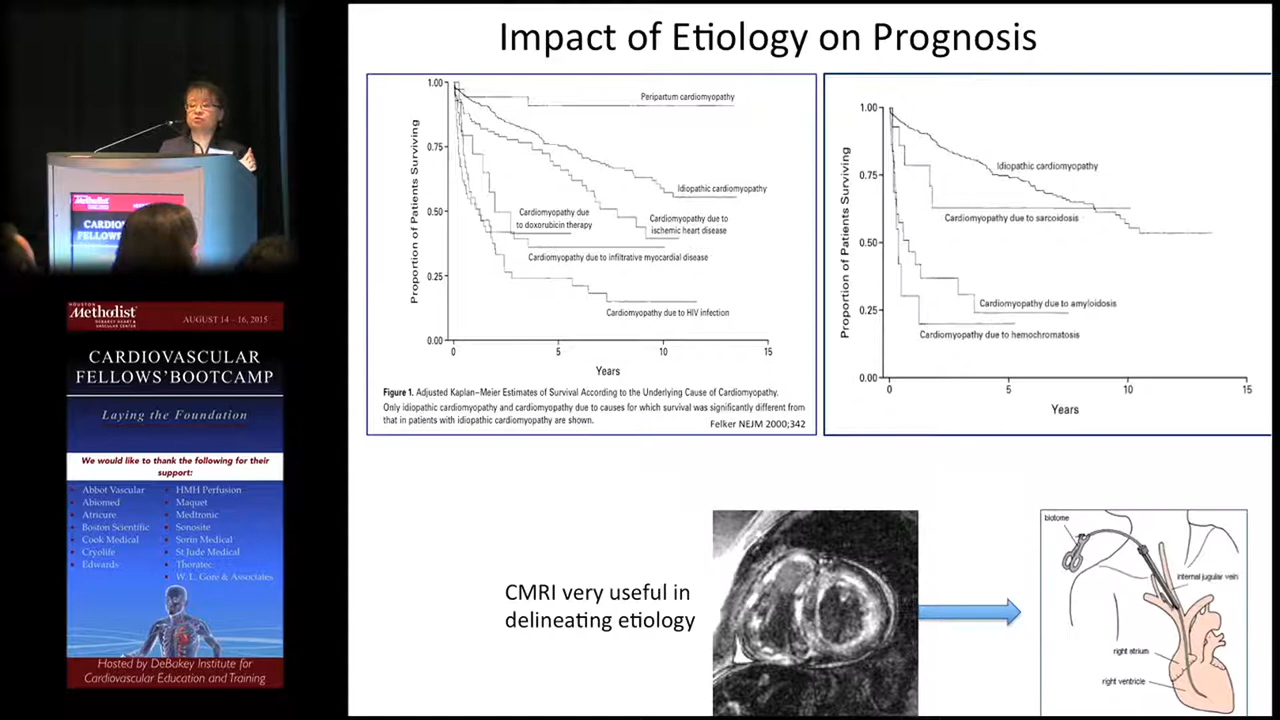 Impact of Etiology on Prognosis
1.00
0.75
0.50
0.25
0.00
Proportion of Patients Surviving
Peripartum cardiomyopathy
Idiopathic cardiomyopathy
Cardiomyopathy due
to doxorubicin therapy
Cardiomyopathy due to
ischemic heart disease
Cardiomyopathy due to infiltrative myocardial disease
Cardiomyopathy due to HIV infection
0 5 10 15
Years
Figure 1. Adjusted Kaplan–Meier Estimates of Survival According to the Underlying Cause of Cardiomyopathy.
Only idiopathic cardiomyopathy and cardiomyopathy due to causes for which survival was significantly different from
that in patients with idiopathic cardiomyopathy are shown.
Felker NEJM 2000;342
1.00
0.75
0.50
0.25
0.00
Proportion of Patients Surviving
Idiopathic cardiomyopathy
Cardiomyopathy due to sarcoidosis
Cardiomyopathy due to amyloidosis
Cardiomyopathy due to hemochromatosis
0 5 10 15
Years
CMRI very useful in
delineating etiology
biotome
internal jugular vein
right atrium
right ventricle
Methodist
CARDIO
FELLOWS
HOUSTON
Methodist
DEBAKEY HEART &
VASCULAR CENTER
AUGUST 14 – 16, 2015
CARDIOVASCULAR
FELLOWS' BOOTCAMP
Laying the Foundation
We would like to thank the following for their
support:
Abbot Vascular
Abiomed
Atricure
Boston Scientific
Cook Medical
Cryolife
Edwards
HMH Perfusion
Maquet
Medtronic
Sonosite
Sorin Medical
St Jude Medical
Thoratec
W. L. Gore & Associates
Hosted by DeBakey Institute for
Cardiovascular Education and Training